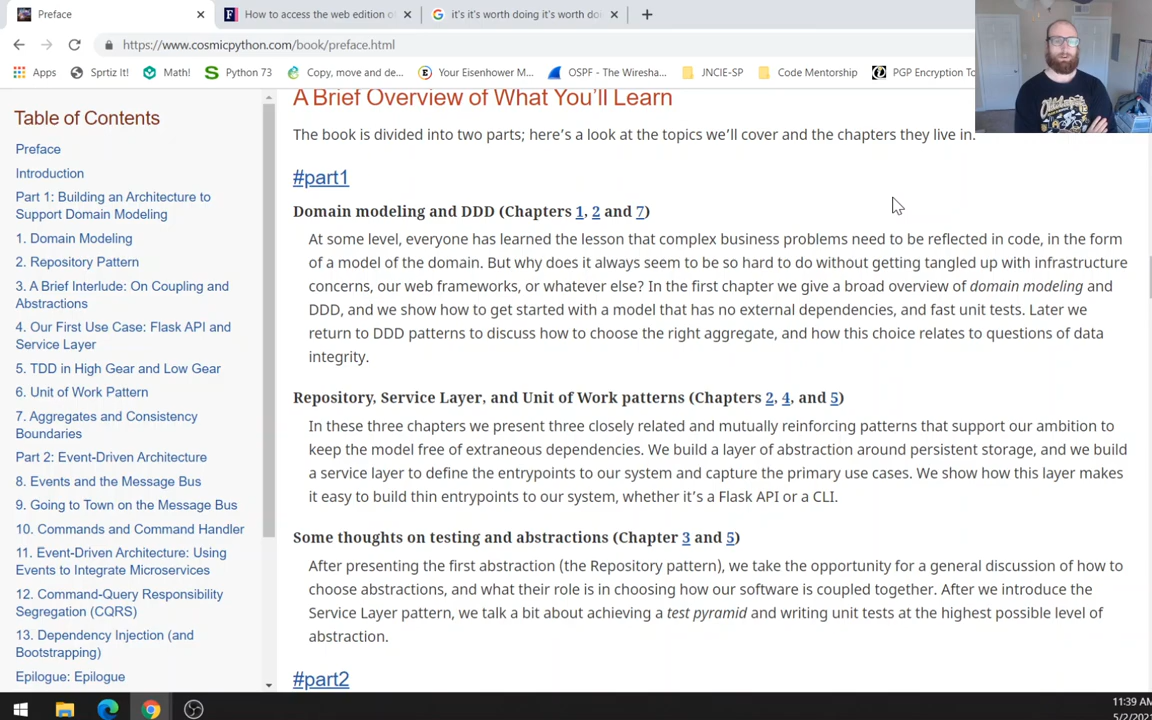 Preface
How to access the web edition o
it's it's worth doing it's worth doi
https://www.cosmicpython.com/book/preface.html
Apps
Sprtiz It!
Math!
Python 73
Copy, move and de...
Your Eisenhower M...
OSPF - The Wiresha...
JNCIE-SP
Code Mentorship
PGP Encryption To
Table of Contents
Preface
Introduction
Part 1: Building an Architecture to
Support Domain Modeling
1. Domain Modeling
2. Repository Pattern
3. A Brief Interlude: On Coupling and
Abstractions
4. Our First Use Case: Flask API and
Service Layer
5. TDD in High Gear and Low Gear
6. Unit of Work Pattern
7. Aggregates and Consistency
Boundaries
Part 2: Event-Driven Architecture
8. Events and the Message Bus
9. Going to Town on the Message Bus
10. Commands and Command Handler
11. Event-Driven Architecture: Using
Events to Integrate Microservices
12. Command-Query Responsibility
Segregation (CQRS)
13. Dependency Injection (and
Bootstrapping)
Epilogue: Epilogue
A Brief Overview of What You'll Learn
The book is divided into two parts; here's a look at the topics we'll cover and the chapters they live in.
#part1
Domain modeling and DDD (Chapters 1, 2 and 7)
At some level, everyone has learned the lesson that complex business problems need to be reflected in code, in the form
of a model of the domain. But why does it always seem to be so hard to do without getting tangled up with infrastructure
concerns, our web frameworks, or whatever else? In the first chapter we give a broad overview of domain modeling and
DDD, and we show how to get started with a model that has no external dependencies, and fast unit tests. Later we
return to DDD patterns to discuss how to choose the right aggregate, and how this choice relates to questions of data
integrity.
Repository, Service Layer, and Unit of Work patterns (Chapters 2, 4, and 5)
In these three chapters we present three closely related and mutually reinforcing patterns that support our ambition to
keep the model free of extraneous dependencies. We build a layer of abstraction around persistent storage, and we build
a service layer to define the entrypoints to our system and capture the primary use cases. We show how this layer makes
it easy to build thin entrypoints to our system, whether it's a Flask API or a CLI.
Some thoughts on testing and abstractions (Chapter 3 and 5)
After presenting the first abstraction (the Repository pattern), we take the opportunity for a general discussion of how to
choose abstractions, and what their role is in choosing how our software is coupled together. After we introduce the
Service Layer pattern, we talk a bit about achieving a test pyramid and writing unit tests at the highest possible level of
abstraction.
#part2
11:39 AM